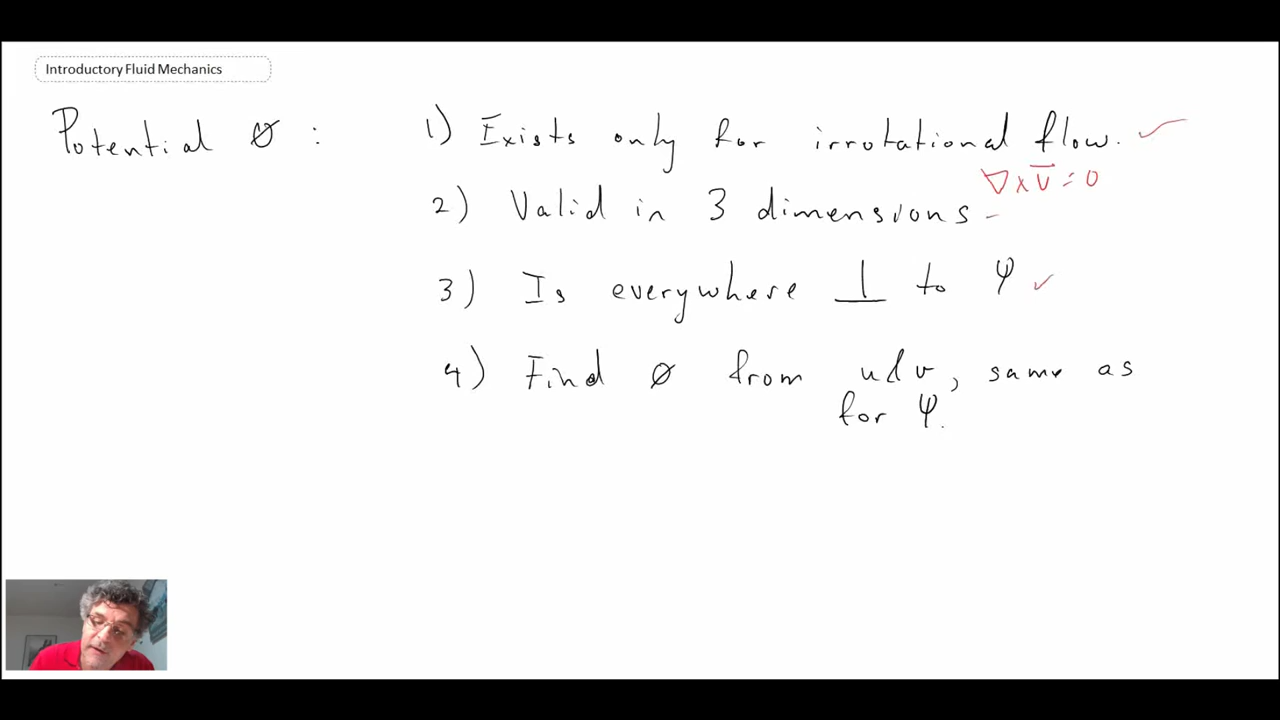 Introductory Fluid Mechanics
Potential Ø : 1) Exists only for irrotational flow.
∇ x v̅ = 0
2) Valid in 3 dimensions -
3) Is everywhere ⊥ to ψ
4) Find Ø from u & v, same as
for ψ.